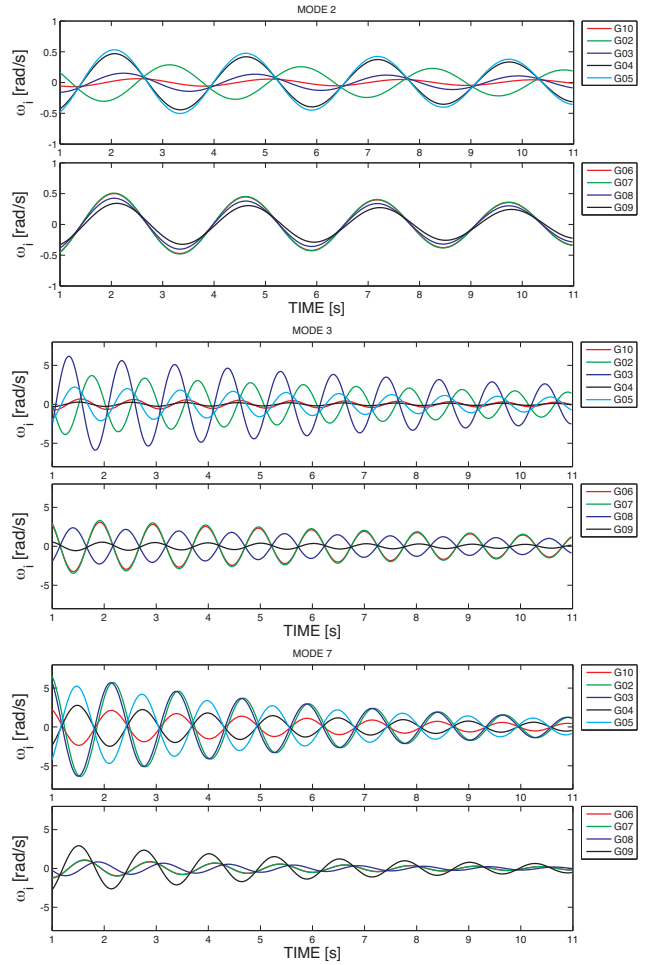 MODE 2
1
0.5
0
-0.5
-1
ω_i [rad/s]
1 2 3 4 5 6 7 8 9 10 11
G10
G02
G03
G04
G05
1
0.5
0
-0.5
-1
ω_i [rad/s]
1 2 3 4 5 6 7 8 9 10 11
TIME [s]
G06
G07
G08
G09
MODE 3
5
0
-5
ω_i [rad/s]
1 2 3 4 5 6 7 8 9 10 11
G10
G02
G03
G04
G05
5
0
-5
ω_i [rad/s]
1 2 3 4 5 6 7 8 9 10 11
TIME [s]
G06
G07
G08
G09
MODE 7
5
0
-5
ω_i [rad/s]
1 2 3 4 5 6 7 8 9 10 11
G10
G02
G03
G04
G05
5
0
-5
ω_i [rad/s]
1 2 3 4 5 6 7 8 9 10 11
TIME [s]
G06
G07
G08
G09